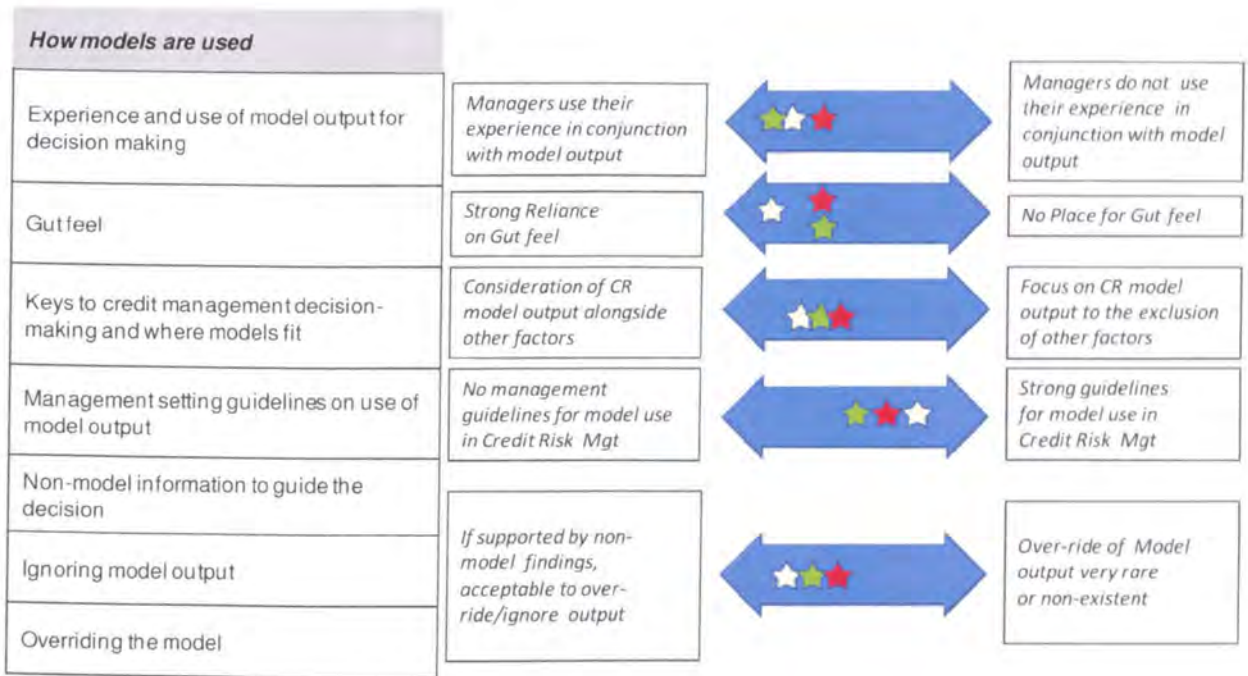 How models are used
Experience and use of model output for
decision making
Managers use their
experience in conjunction
with model output
Managers do not use
their experience in
conjunction with model
output
Gut feel
Strong Reliance
on Gut feel
No Place for Gut feel
Keys to credit management decision-
making and where models fit
Consideration of CR
model output alongside
other factors
Focus on CR model
output to the exclusion
of other factors
Management setting guidelines on use of
model output
No management
guidelines for model use
in Credit Risk Mgt
Strong guidelines
for model use in
Credit Risk Mgt
Non-model information to guide the
decision
Ignoring model output
Overriding the model
If supported by non-
model findings,
acceptable to over-
ride/ignore output
Over-ride of Model
output very rare
or non-existent